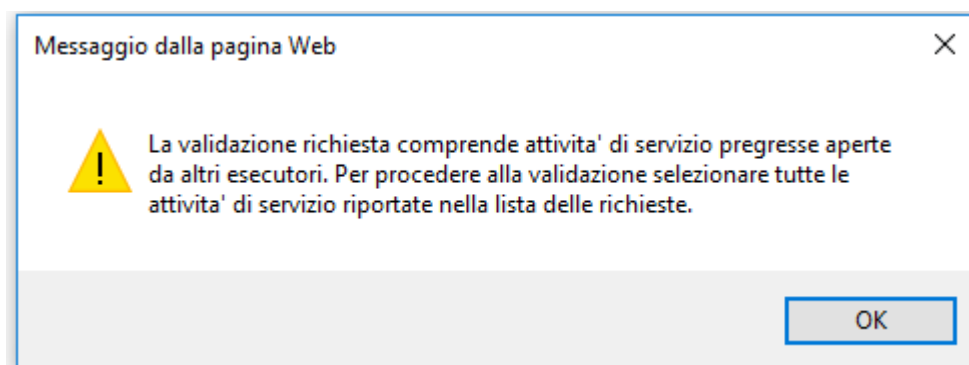 Messaggio dalla pagina Web
La validazione richiesta comprende attivita' di servizio pregresse aperte
da altri esecutori. Per procedere alla validazione selezionare tutte le
attivita' di servizio riportate nella lista delle richieste.
OK